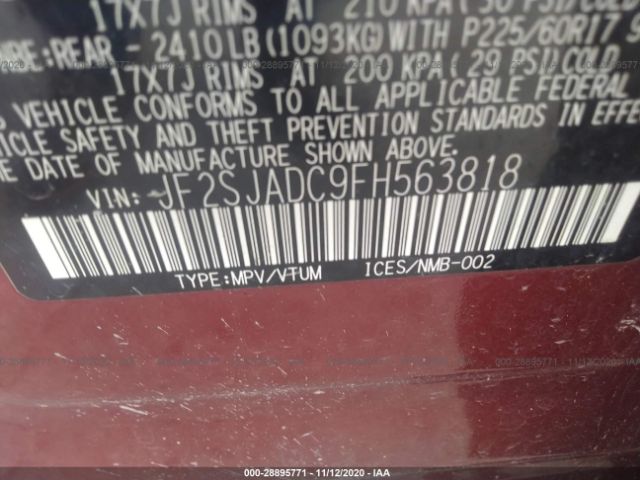 17X7J RIMS AT 210 KPA
REAR - 2410LB(1093KG)WITH P225/60R17
17X7J RIMS AT 200 KPA(29 PSI)COLD
VEHICLE CONFORMS TO ALL APPLICABLE FEDERAL
VEHICLE SAFETY AND THEFT PREVENTION STANDARDS IN
DATE OF MANUFACTURE SHOWN ABOVE.
VIN: JF2SJADC9FH563818
TYPE:MPV/VTUM ICES/NMB-002
000-28895771 - 11/12/2020 - IAA